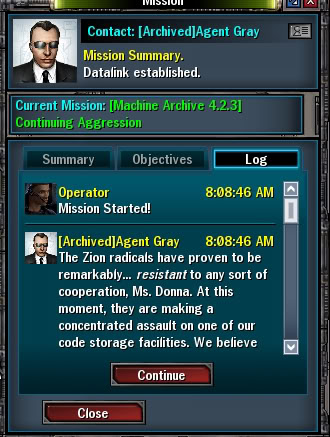 Mission
Contact: [Archived]Agent Gray
Mission Summary.
Datalink established.
Current Mission: [Machine Archive 4.2.3]
Continuing Aggression
Summary
Objectives
Log
Operator 8:08:46 AM
Mission Started!
[Archived]Agent Gray 8:08:46 AM
The Zion radicals have proven to be
remarkably... resistant to any sort of
cooperation, Ms. Donna. At this
moment, they are making a
concentrated assault on one of our
code storage facilities. We believe
Continue
Close